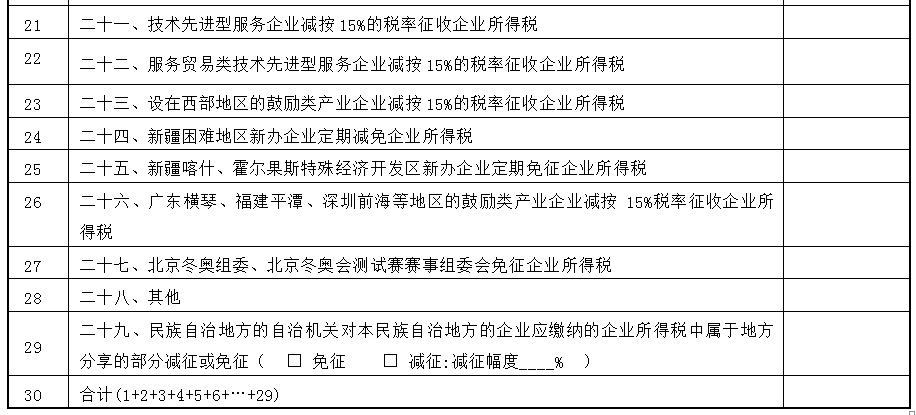 21 二十一、技术先进型服务企业减按15%的税率征收企业所得税
22 二十二、服务贸易类技术先进型服务企业减按15%的税率征收企业所得税
23 二十三、设在西部地区的鼓励类产业企业减按15%的税率征收企业所得税
24 二十四、新疆困难地区新办企业定期减免企业所得税
25 二十五、新疆喀什、霍尔果斯特殊经济开发区新办企业定期免征企业所得税
26 二十六、广东横琴、福建平潭、深圳前海等地区的鼓励类产业企业减按 15%税率征收企业所
得税
27 二十七、北京冬奥组委、北京冬奥会测试赛赛事组委会免征企业所得税
28 二十八、其他
29 二十九、民族自治地方的自治机关对本民族自治地方的企业应缴纳的企业所得税中属于地方
分享的部分减征或免征（ □ 免征 □ 减征:减征幅度____% ）
30 合计(1+2+3+4+5+6+…+29)